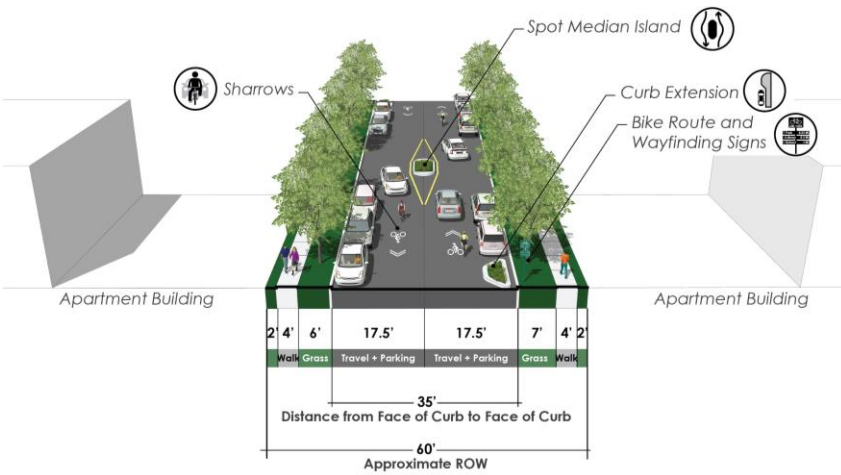 Spot Median Island
Sharrows
Curb Extension
Bike Route and
Wayfinding Signs
Apartment Building
Apartment Building
2' 4' 6' 17.5' 17.5' 7' 4' 2'
Walk Grass Travel + Parking Travel + Parking Grass Walk
35'
Distance from Face of Curb to Face of Curb
60'
Approximate ROW